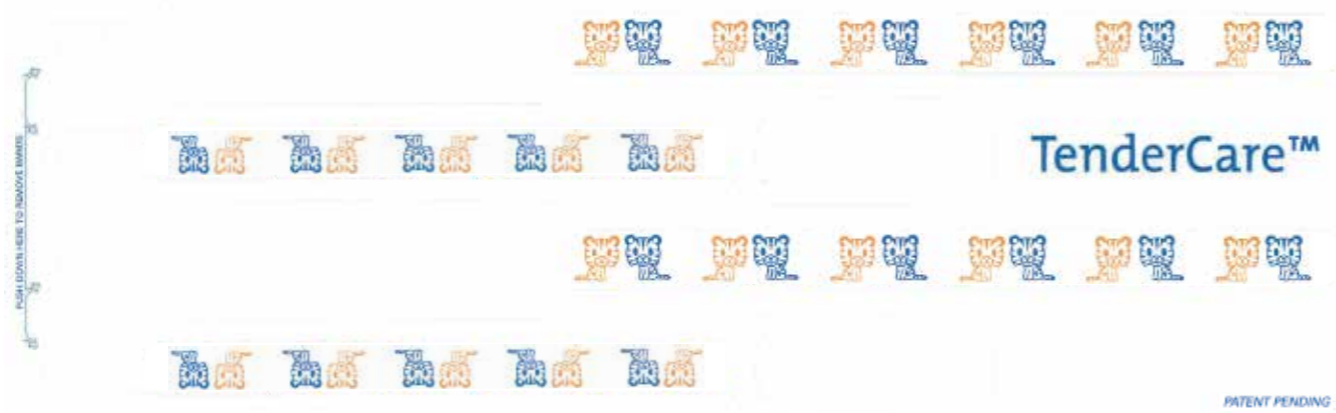 PUSH DOWN HERE TO REMOVE BANDS
TenderCare™
PATENT PENDING